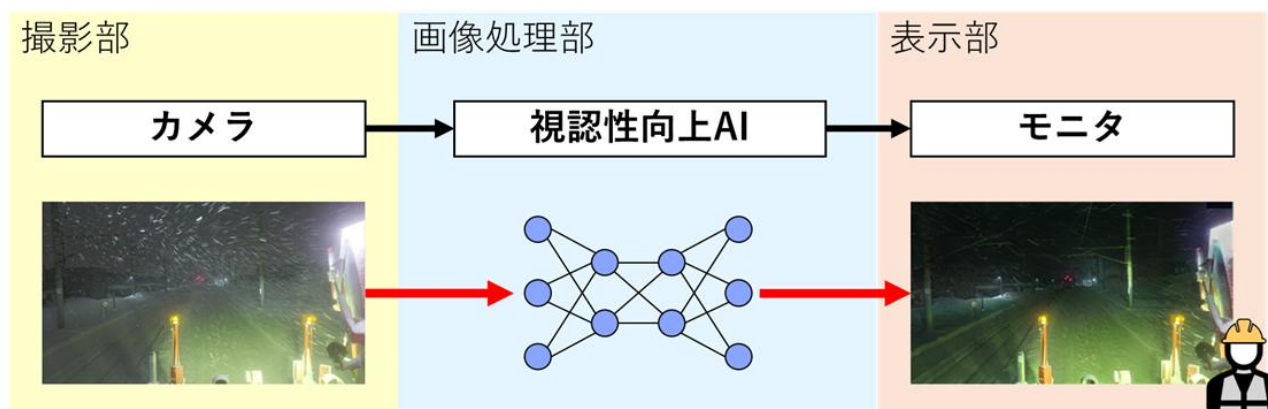 撮影部
画像処理部
表示部
カメラ
視認性向上AI
モニタ